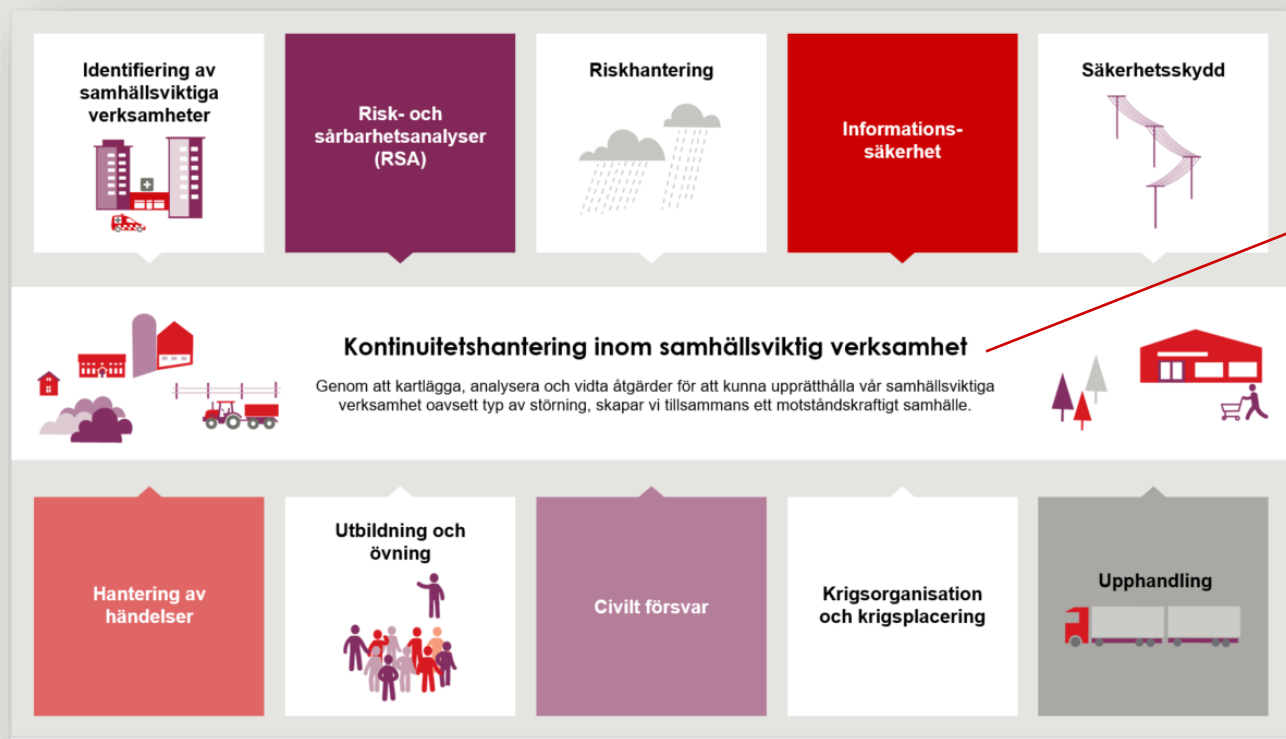 Identifiering av
samhällsviktiga
verksamheter
Risk- och
sårbarhetsanalyser
(RSA)
Riskhantering
Informations-
säkerhet
Säkerhetsskydd
Kontinuitetshantering inom samhällsviktig verksamhet
Genom att kartlägga, analysera och vidta åtgärder för att kunna upprätthålla vår samhällsviktiga
verksamhet oavsett typ av störning, skapar vi tillsammans ett motståndskraftigt samhälle.
Hantering av
händelser
Utbildning och
övning
Civilt försvar
Krigsorganisation
och krigsplacering
Upphandling